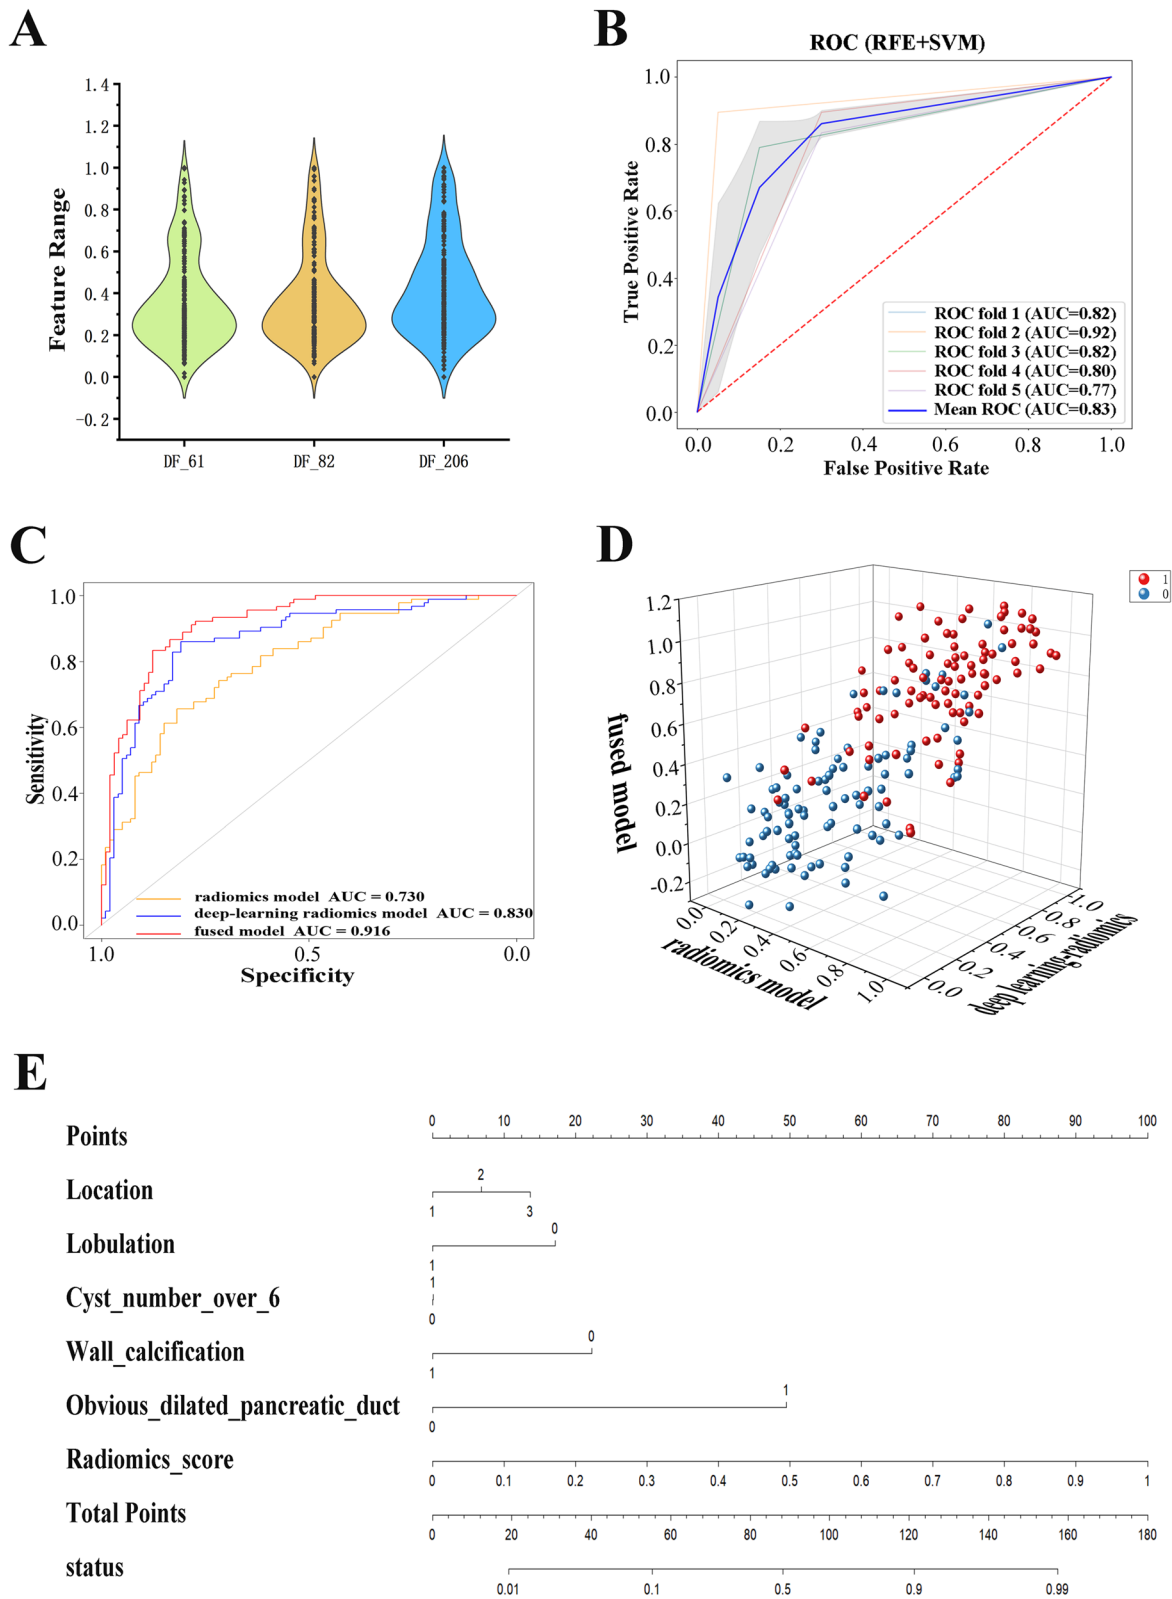 A
1.4
1.2
1.0
0.8
0.6
0.4
0.2
0.0
-0.2
Feature Range
DF_61 DF_82 DF_206
B
ROC (RFE+SVM)
1.0
0.8
0.6
0.4
0.2
0.0
True Positive Rate
ROC fold 1 (AUC=0.82)
ROC fold 2 (AUC=0.92)
ROC fold 3 (AUC=0.82)
ROC fold 4 (AUC=0.80)
ROC fold 5 (AUC=0.77)
Mean ROC (AUC=0.83)
0.0 0.2 0.4 0.6 0.8 1.0
False Positive Rate
C
1.0
0.8
0.6
0.4
0.2
0.0
Sensitivity
radiomics model AUC = 0.730
deep-learning radiomics model AUC = 0.830
fused model AUC = 0.916
1.0 0.5 0.0
Specificity
D
1
0
1.2
1.0
0.8
0.6
0.4
0.2
0.0
-0.2
fused model
0.0 0.2 0.4 0.6 0.8 1.0
radiomics model
0.0 0.2 0.4 0.6 0.8 1.0
deep learning-radiomics
E
Points
0 10 20 30 40 50 60 70 80 90 100
Location
2
1 3
Lobulation
0
1
Cyst_number_over_6
1
0
Wall_calcification
0
1
Obvious_dilated_pancreatic_duct
1
0
Radiomics_score
0 0.1 0.2 0.3 0.4 0.5 0.6 0.7 0.8 0.9 1
Total Points
0 20 40 60 80 100 120 140 160 180
status
0.01 0.1 0.5 0.9 0.99